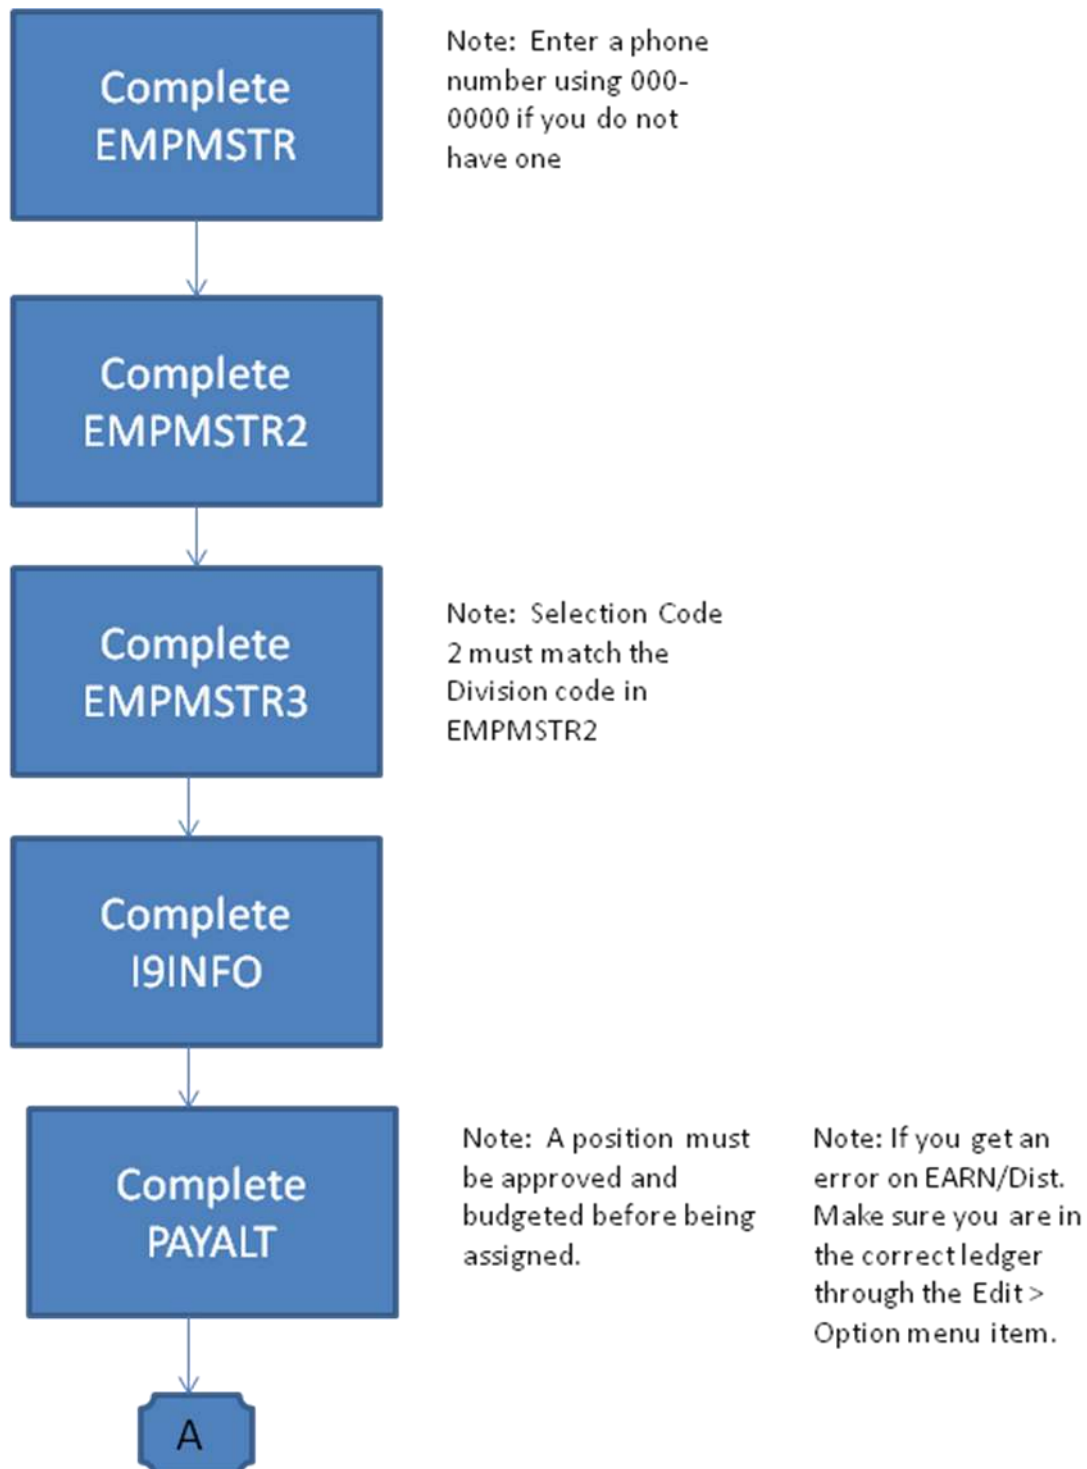 Complete
EMPMSTR
Note: Enter a phone
number using 000-
0000 if you do not
have one
Complete
EMPMSTR2
Complete
EMPMSTR3
Note: Selection Code
2 must match the
Division code in
EMPMSTR2
Complete
I9INFO
Complete
PAYALT
Note: A position must
be approved and
budgeted before being
assigned.
Note: If you get an
error on EARN/Dist.
Make sure you are in
the correct ledger
through the Edit >
Option menu item.
A